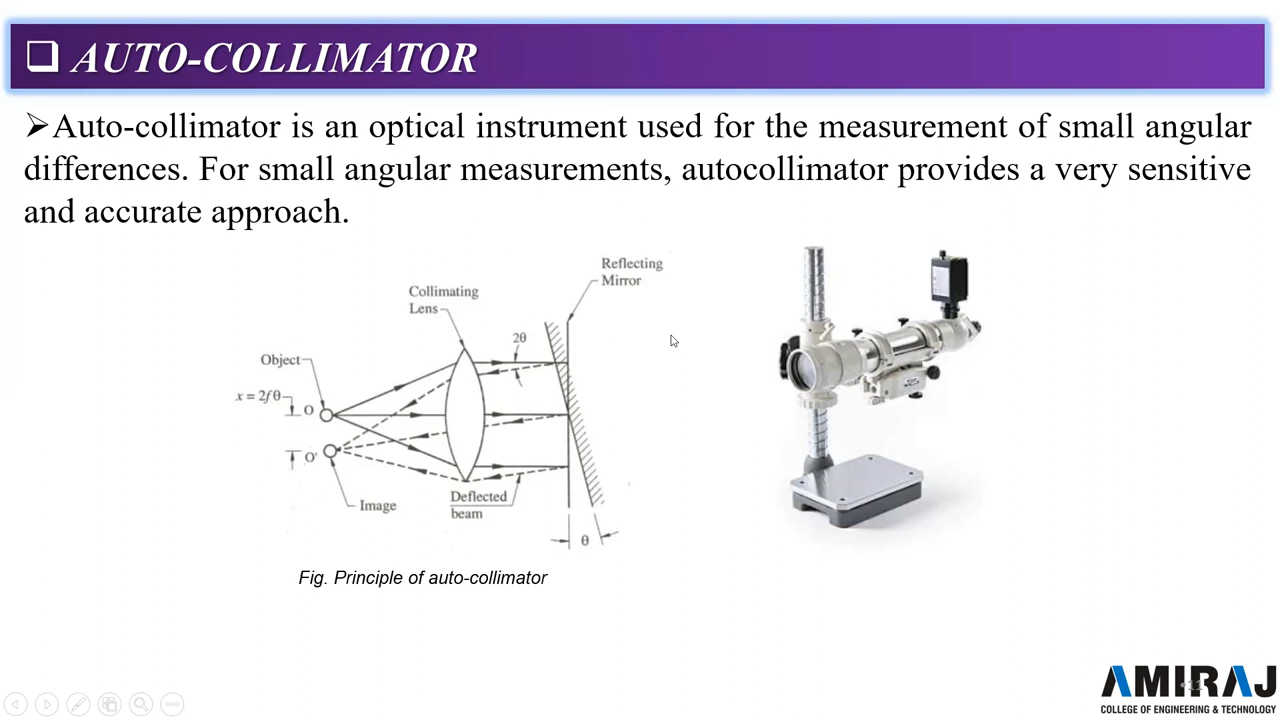 AUTO-COLLIMATOR
➢Auto-collimator is an optical instrument used for the measurement of small angular
differences. For small angular measurements, autocollimator provides a very sensitive
and accurate approach.
Reflecting
Mirror
Collimating
Lens
2θ
Object
x = 2fθ
O
O'
Image
Deflected
beam
θ
Fig. Principle of auto-collimator
AMIRAJ
COLLEGE OF ENGINEERING & TECHNOLOGY